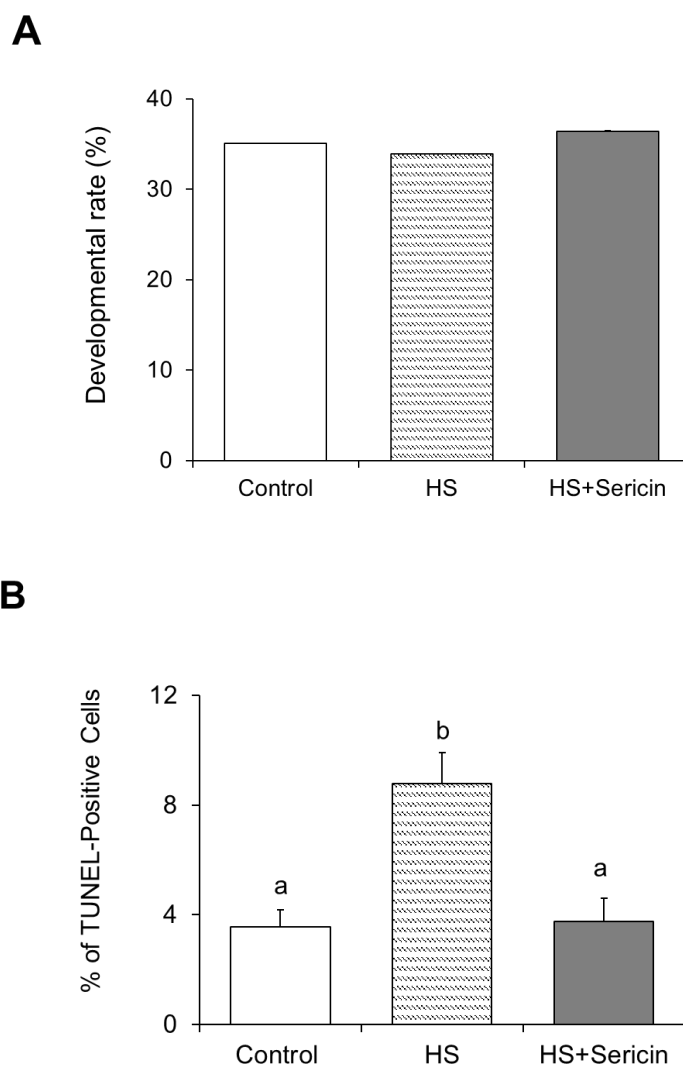 A
Developmental rate (%)
40
30
20
10
0
Control HS HS+Sericin
B
% of TUNEL-Positive Cells
12
8
4
0
a b a
Control HS HS+Sericin